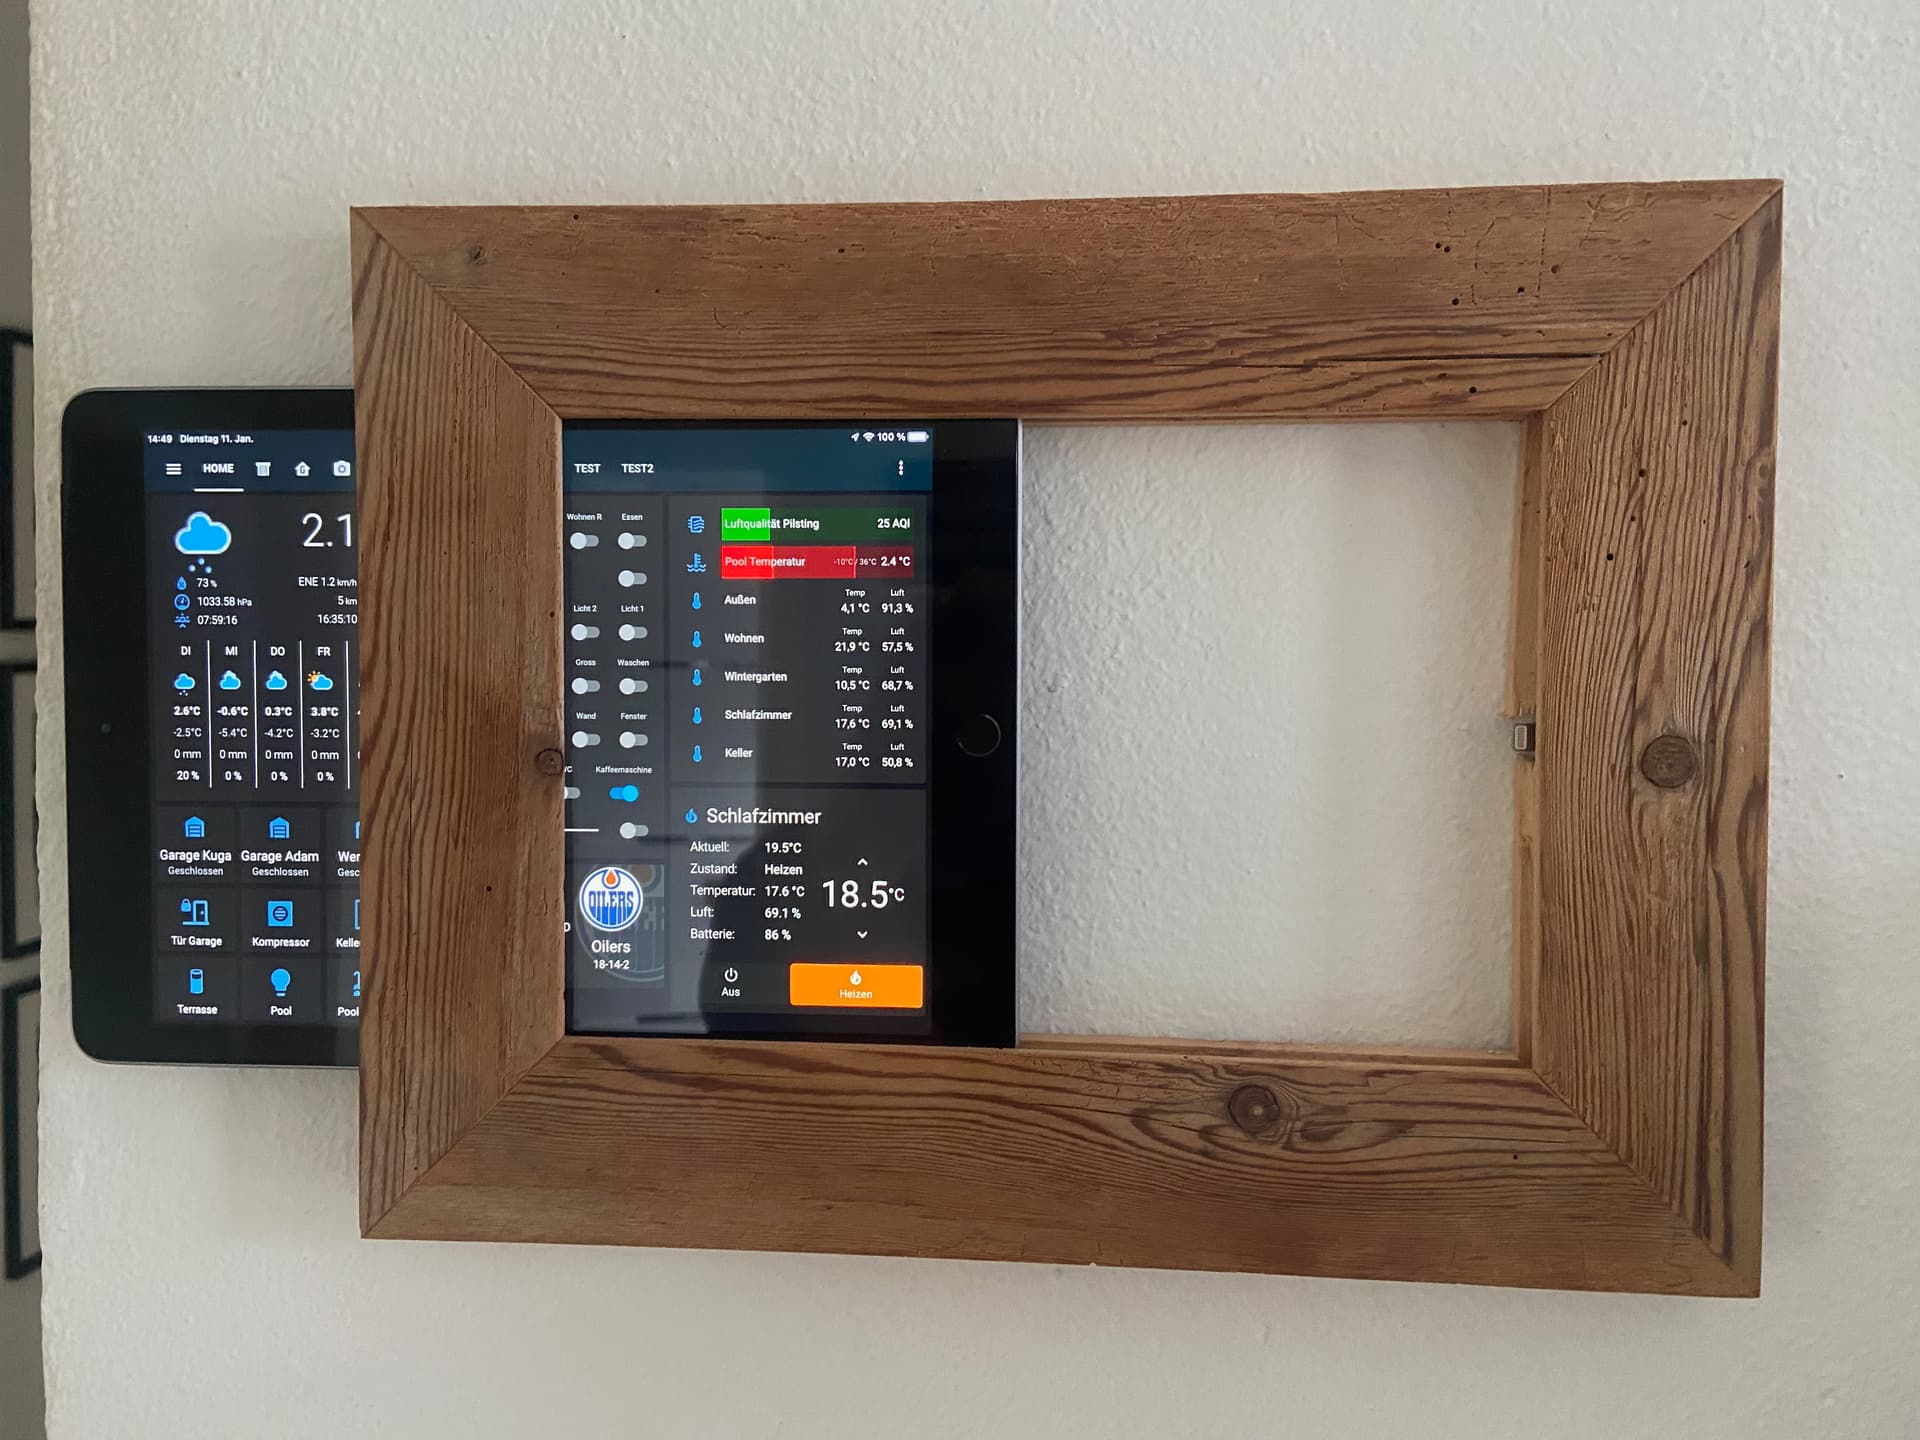 14:49 Dienstag 11. Jan.
100 %
HOME
TEST TEST2
2.1
73 %
1033.58 hPa
07:59:16
ENE 1.2 km/h
5 km
16:35:10
DI MI DO FR
2.6°C -0.6°C 0.3°C 3.8°C
-2.5°C -5.4°C -4.2°C -3.2°C
0 mm 0 mm 0 mm 0 mm
20 % 0 % 0 % 0 %
Garage Kuga Garage Adam Wer
Geschlossen Geschlossen Gesc
Tür Garage Kompressor Kelle
Terrasse Pool Pool
Wohnen R Essen
Licht 2 Licht 1
Gross Waschen
Wand Fenster
Kaffeemaschine
OILERS
Oilers
18-14-2
Luftqualität Pilsting 25 AQI
Pool Temperatur -10°C / 36°C 2.4 °C
Temp Luft
Außen 4,1 °C 91,3 %
Temp Luft
Wohnen 21,9 °C 57,5 %
Temp Luft
Wintergarten 10,5 °C 68,7 %
Temp Luft
Schlafzimmer 17,6 °C 69,1 %
Temp Luft
Keller 17,0 °C 50,8 %
Schlafzimmer
Aktuell: 19.5°C
Zustand: Heizen
Temperatur: 17.6 °C
Luft: 69.1 %
Batterie: 86 %
18.5°C
Aus
Heizen